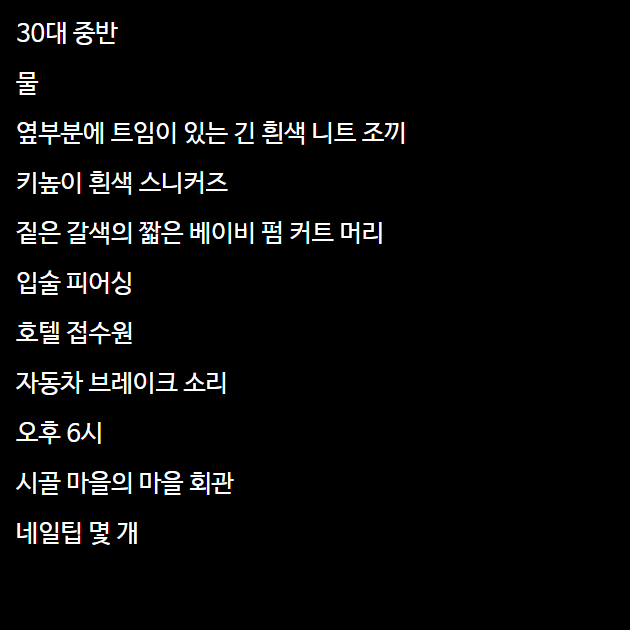 30대 중반
물
옆부분에 트임이 있는 긴 흰색 니트 조끼
키높이 흰색 스니커즈
짙은 갈색의 짧은 베이비 펌 커트 머리
입술 피어싱
호텔 접수원
자동차 브레이크 소리
오후 6시
시골 마을의 마을 회관
네일팁 몇 개